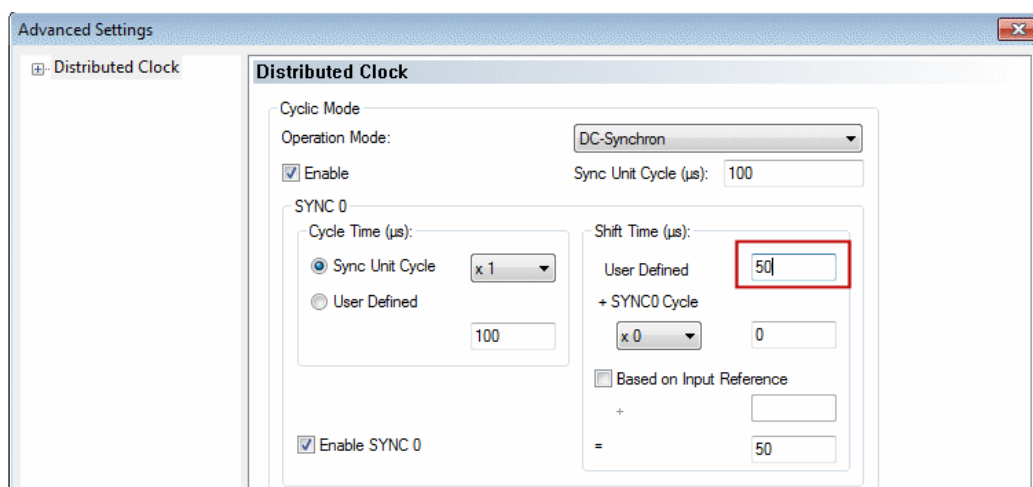 Advanced Settings
Distributed Clock
Distributed Clock
Cyclic Mode
Operation Mode: DC-Synchron
Enable Sync Unit Cycle (µs): 100
SYNC 0
Cycle Time (µs):
Sync Unit Cycle x 1
User Defined
100
Shift Time (µs):
User Defined 50
+ SYNC0 Cycle
x 0 0
Based on Input Reference
+
Enable SYNC 0
= 50